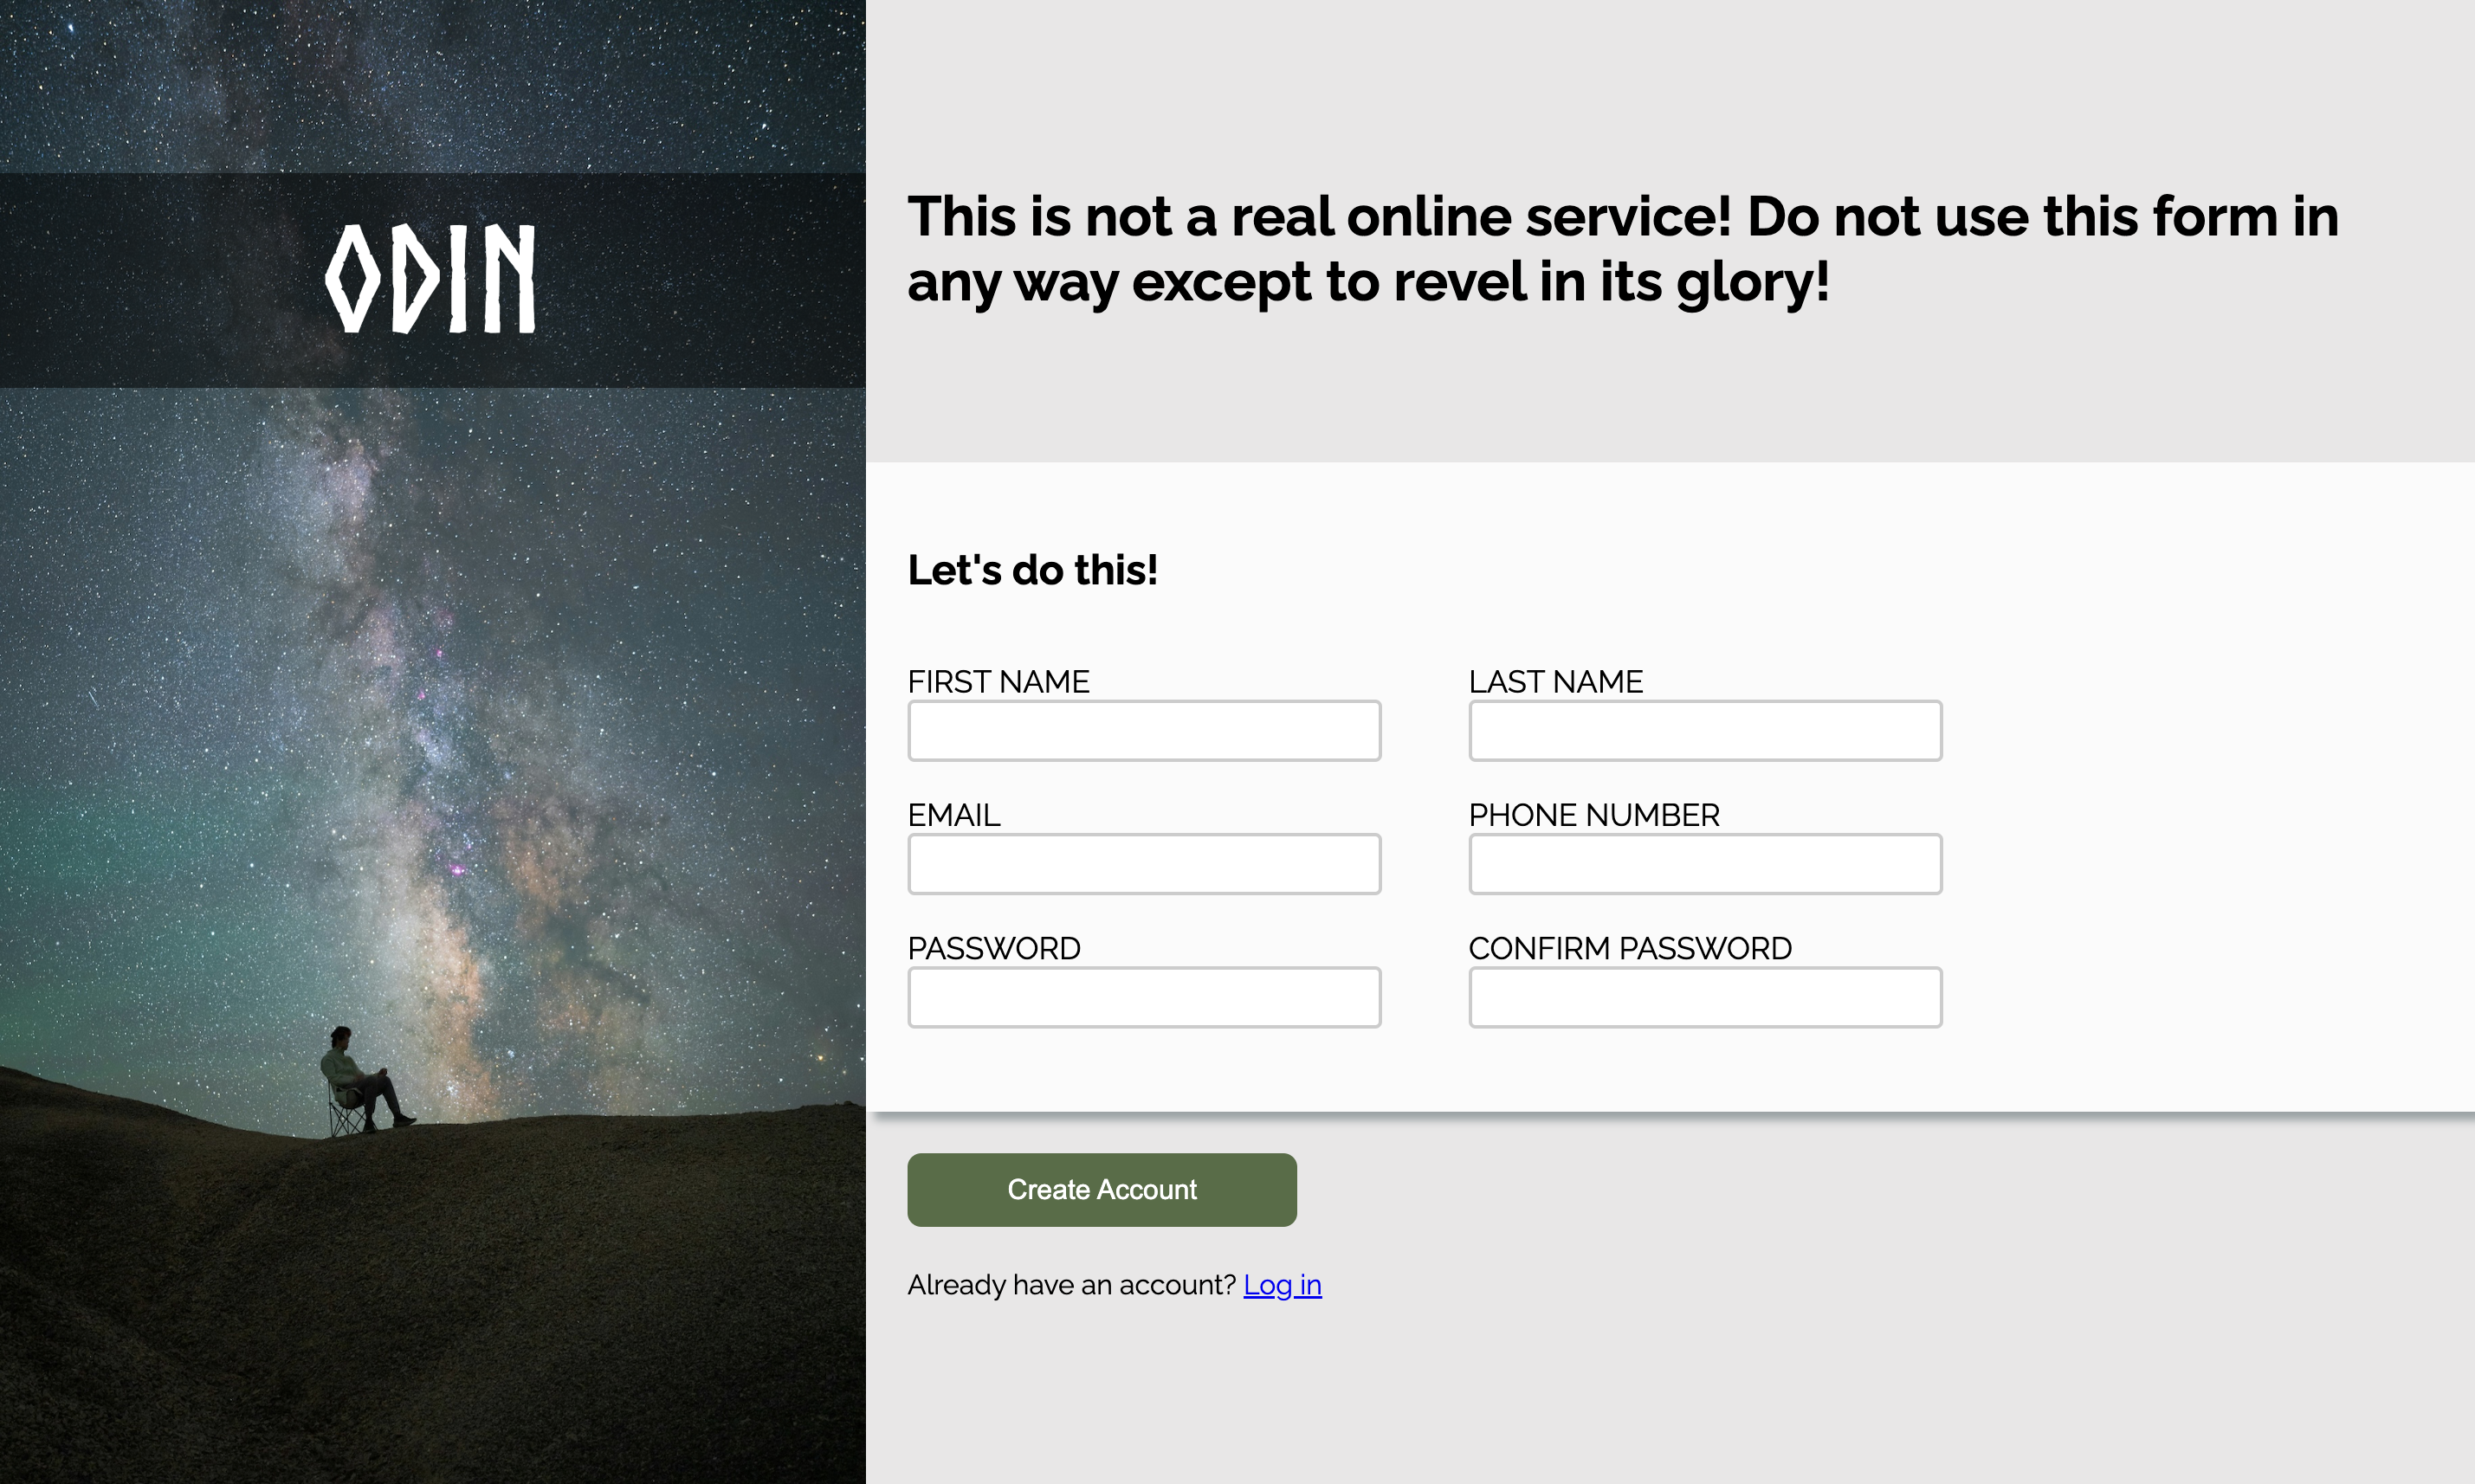 ODIN
This is not a real online service! Do not use this form in
any way except to revel in its glory!
Let's do this!
FIRST NAME
LAST NAME
EMAIL
PHONE NUMBER
PASSWORD
CONFIRM PASSWORD
Create Account
Already have an account? Log in